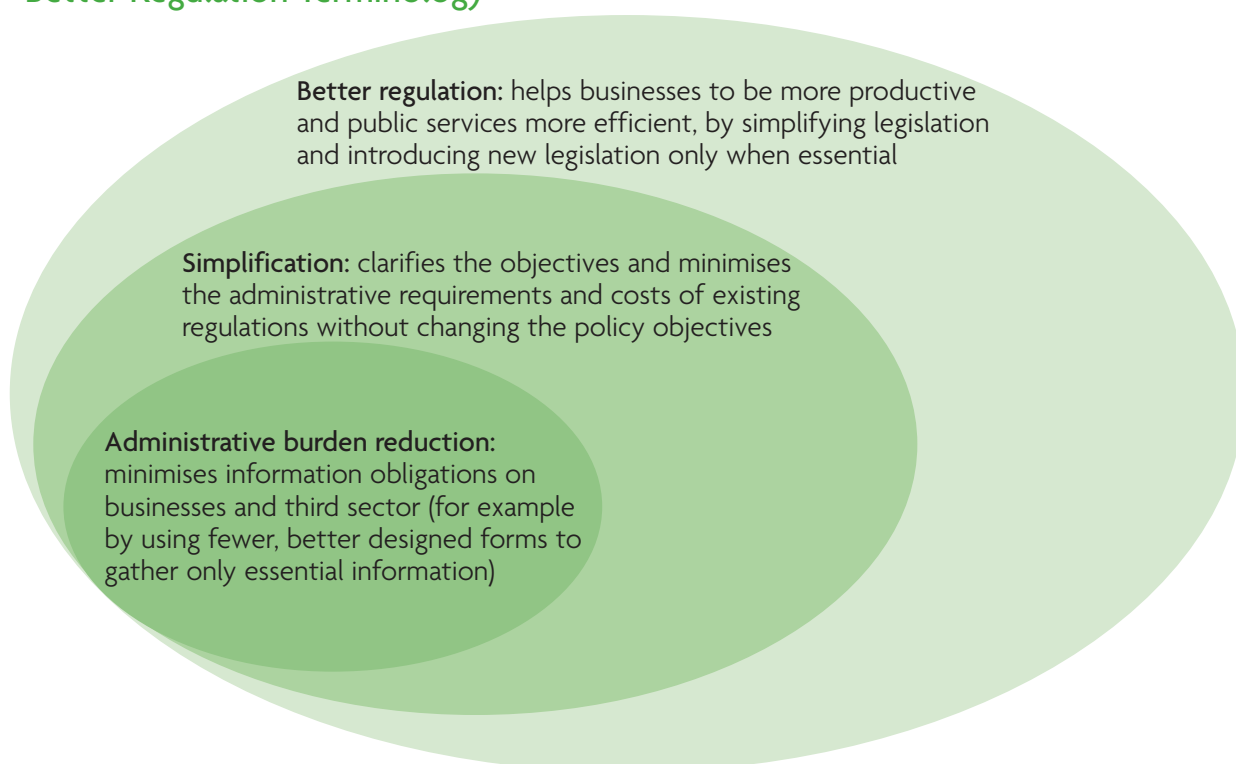 Better Regulation Terminology
Better regulation: helps businesses to be more productive
and public services more efficient, by simplifying legislation
and introducing new legislation only when essential
Simplification: clarifies the objectives and minimises
the administrative requirements and costs of existing
regulations without changing the policy objectives
Administrative burden reduction:
minimises information obligations on
businesses and third sector (for example
by using fewer, better designed forms to
gather only essential information)